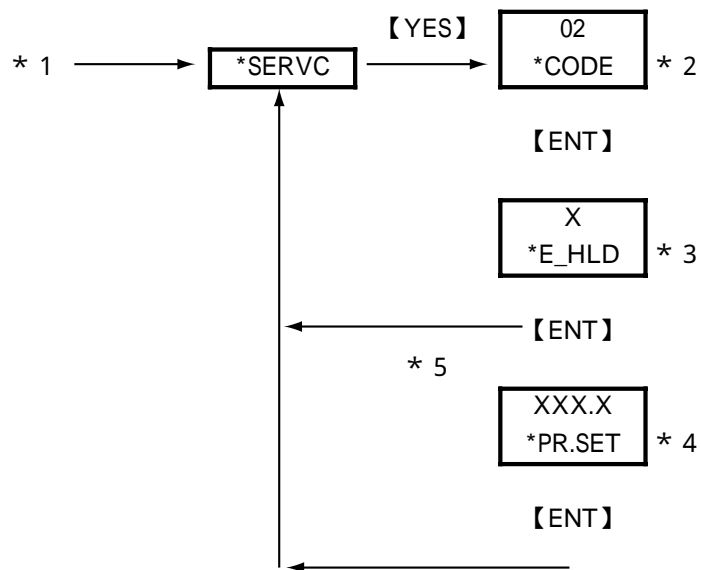 【YES】
02
* 1
*SERVC
*CODE
* 2
【ENT】
X
*E_HLD
* 3
【ENT】
* 5
XXX.X
*PR.SET
* 4
【ENT】